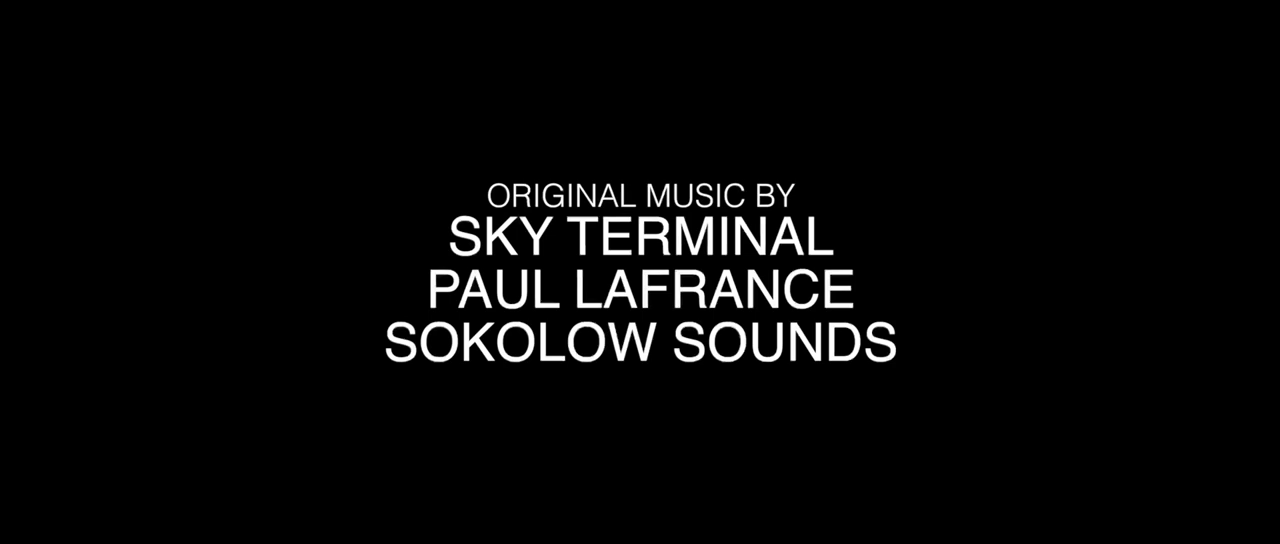 ORIGINAL MUSIC BY
SKY TERMINAL
PAUL LAFRANCE
SOKOLOW SOUNDS